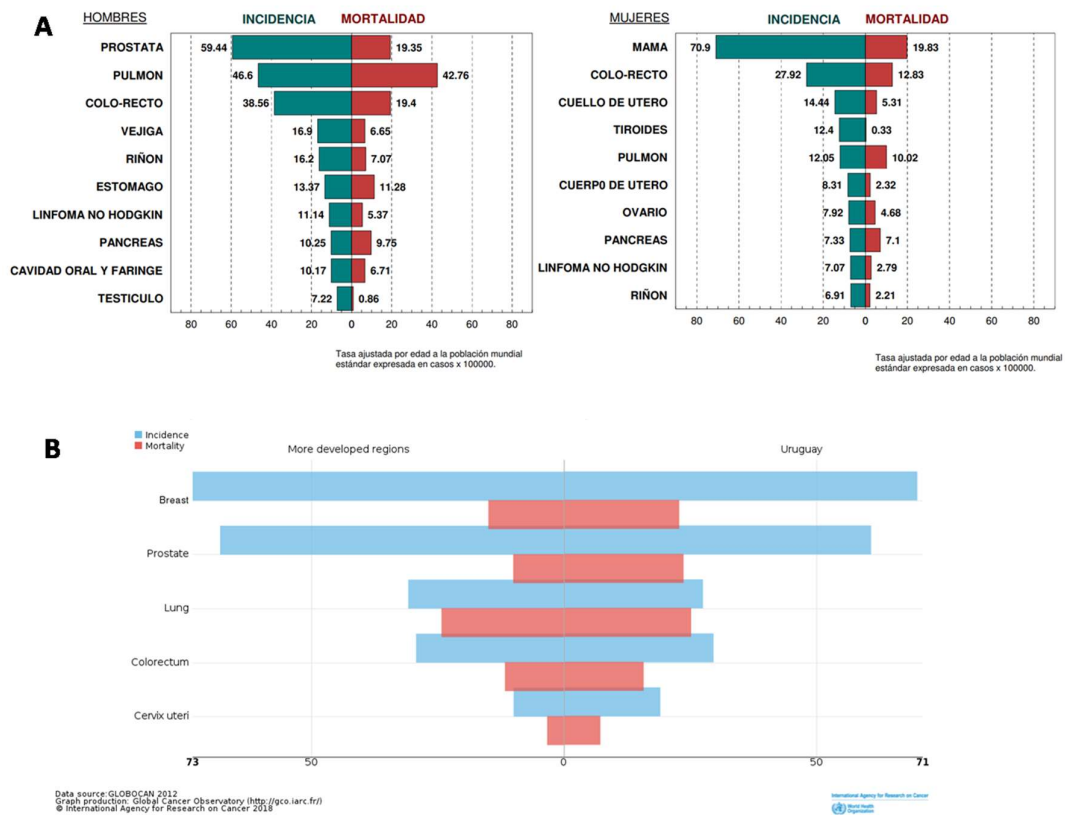 A
HOMBRES
INCIDENCIA MORTALIDAD
PROSTATA 59.44 19.35
PULMON 46.6 42.76
COLO-RECTO 38.56 19.4
VEJIGA 16.9 6.65
RIÑON 16.2 7.07
ESTOMAGO 13.37 11.28
LINFOMA NO HODGKIN 11.14 5.37
PANCREAS 10.25 9.75
CAVIDAD ORAL Y FARINGE 10.17 6.71
TESTICULO 7.22 0.86
80 60 40 20 0 20 40 60 80
Tasa ajustada por edad a la población mundial
estándar expresada en casos x 100000.
MUJERES
INCIDENCIA MORTALIDAD
MAMA 70.9 19.83
COLO-RECTO 27.92 12.83
CUELLO DE UTERO 14.44 5.31
TIROIDES 12.4 0.33
PULMON 12.05 10.02
CUERP0 DE UTERO 8.31 2.32
OVARIO 7.92 4.68
PANCREAS 7.33 7.1
LINFOMA NO HODGKIN 7.07 2.79
RIÑON 6.91 2.21
80 60 40 20 0 20 40 60 80
Tasa ajustada por edad a la población mundial
estándar expresada en casos x 100000.
B
Incidence
Mortality
More developed regions Uruguay
Breast
Prostate
Lung
Colorectum
Cervix uteri
73 50 0 50 71
Data source:GLOBOCAN 2012
Graph production: Global Cancer Observatory (http://gco.iarc.fr/)
© International Agency for Research on Cancer 2018
International Agency for Research on Cancer
World Health
Organization